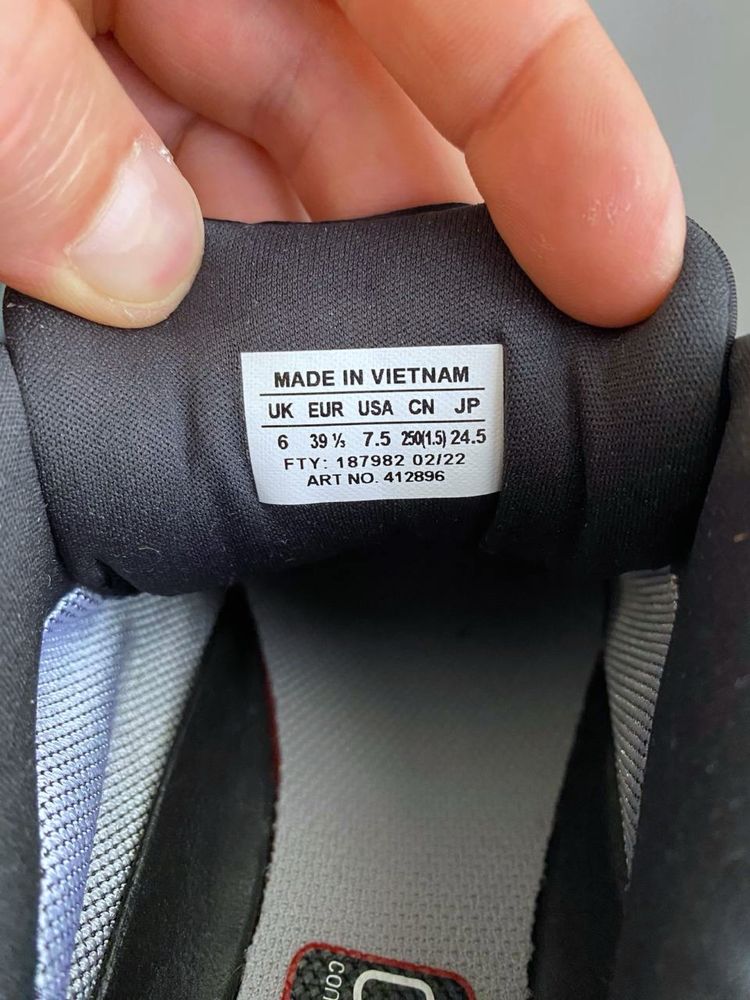 MADE IN VIETNAM
UK EUR USA CN JP
6 39 ⅓ 7.5 250(1.5) 24.5
FTY: 187982 02/22
ART NO. 412896